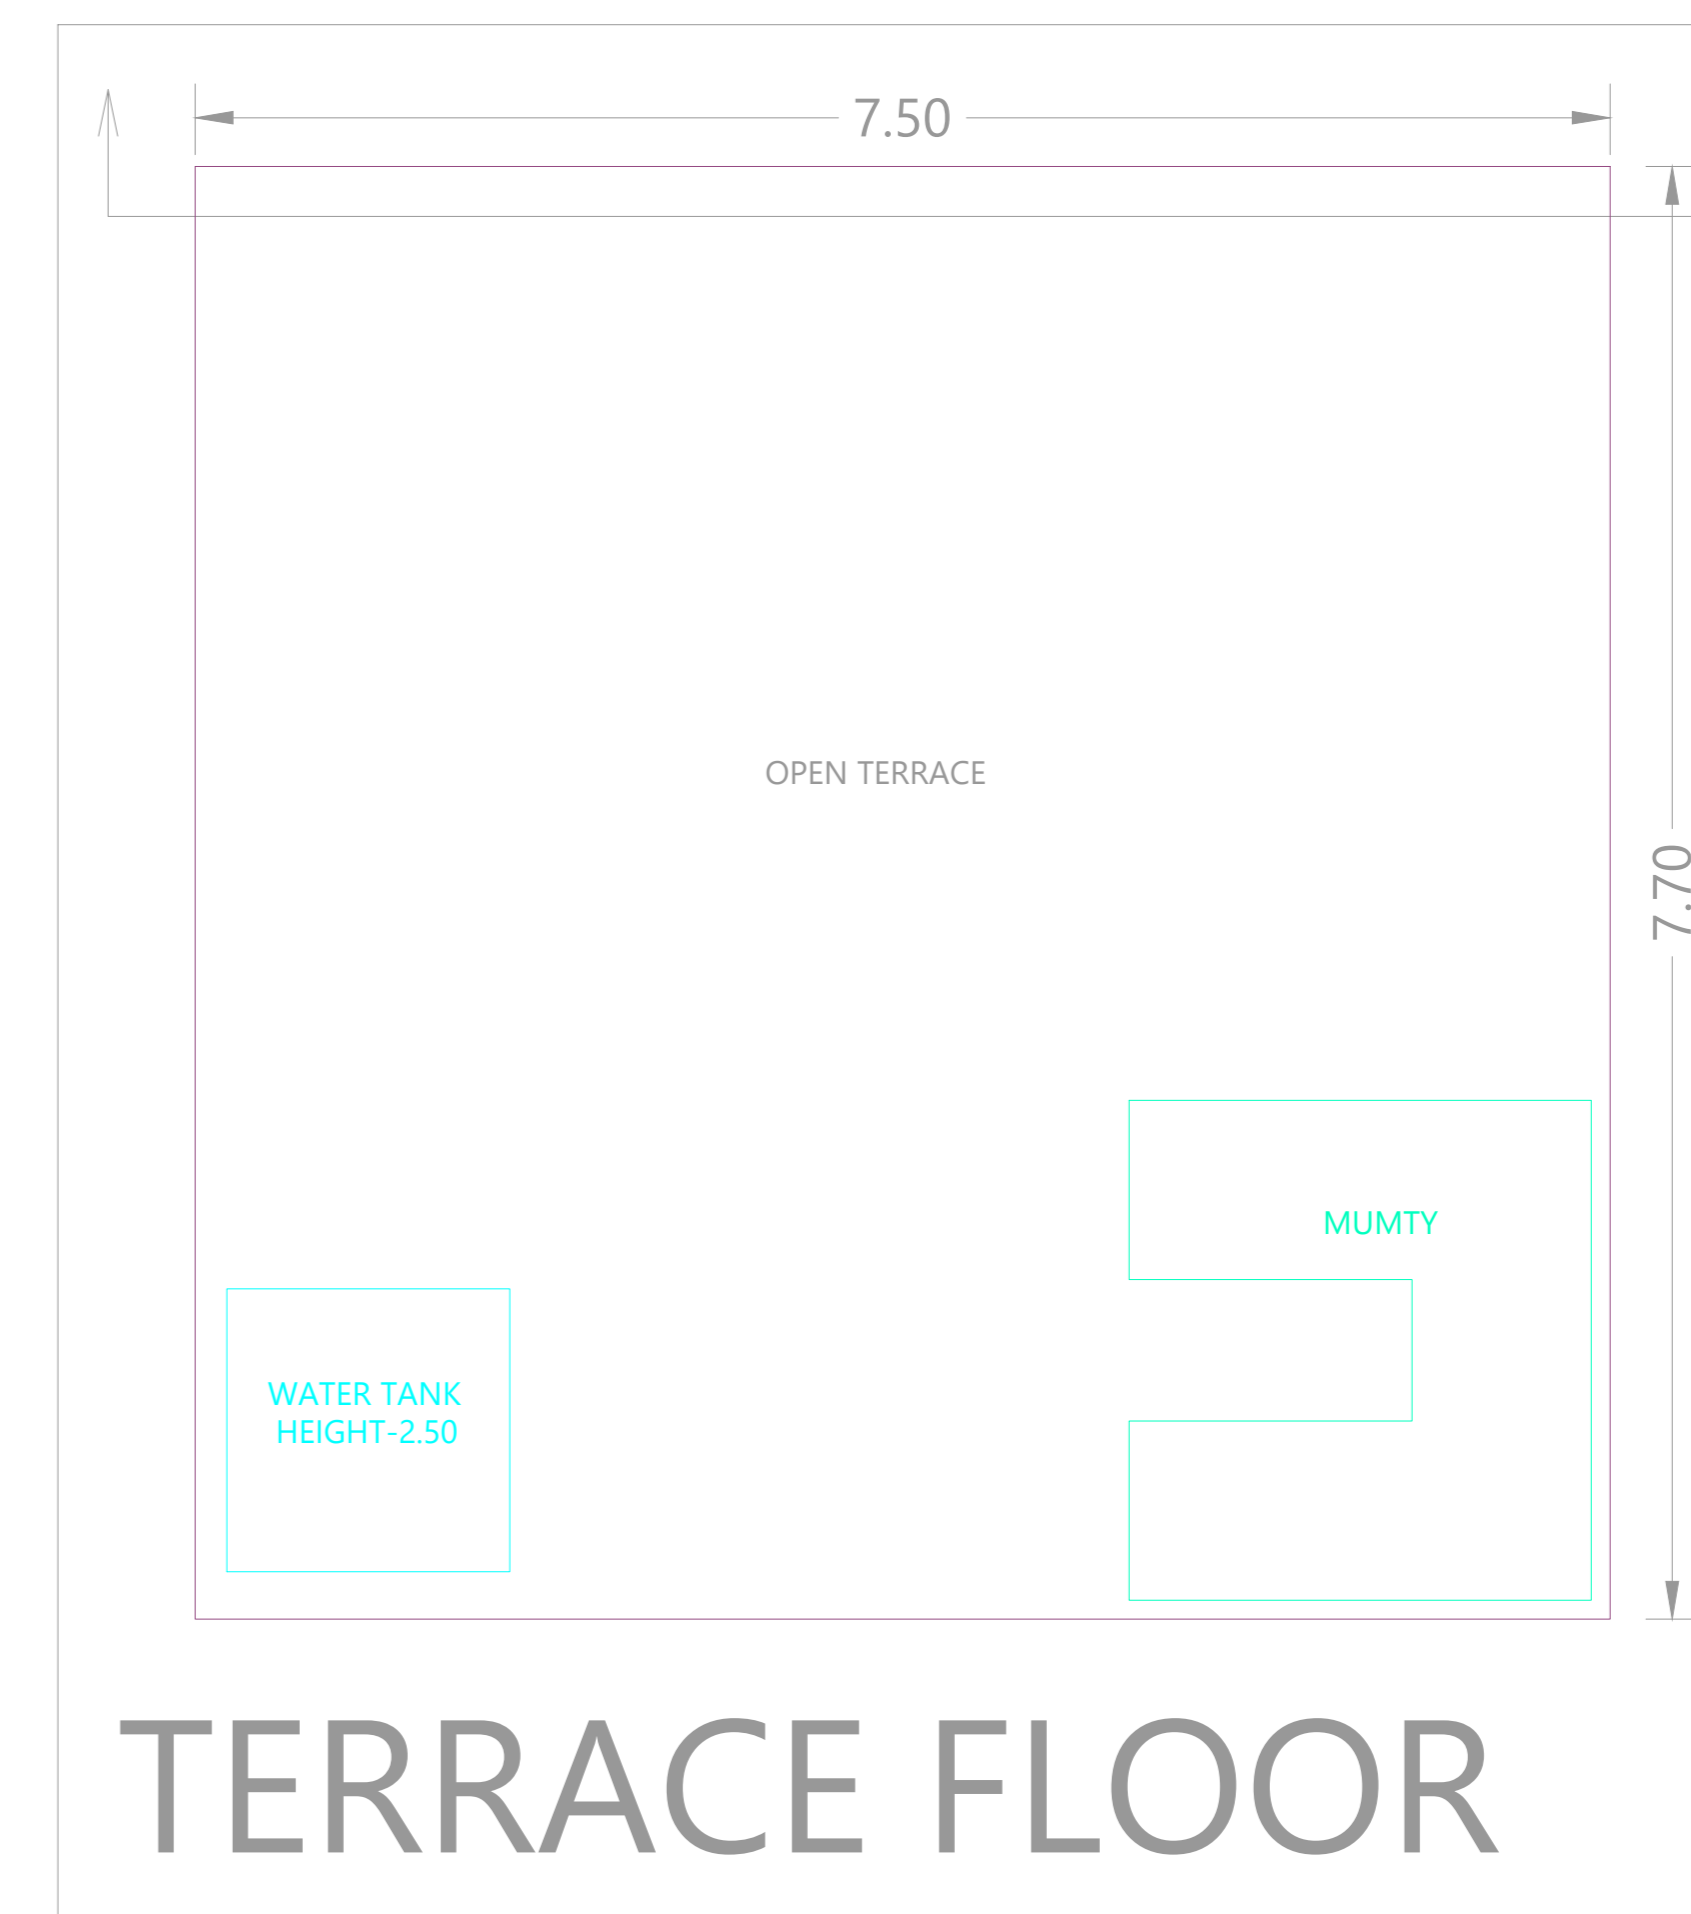 7.50
OPEN TERRACE
7.70
MUMTY
WATER TANK
HEIGHT-2.50
TERRACE FLOOR